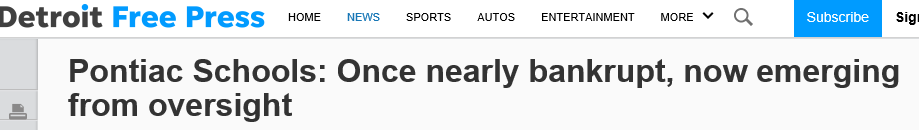 Detroit Free Press HOME NEWS SPORTS AUTOS ENTERTAINMENT MORE Subscribe Sig
Pontiac Schools: Once nearly bankrupt, now emerging
from oversight